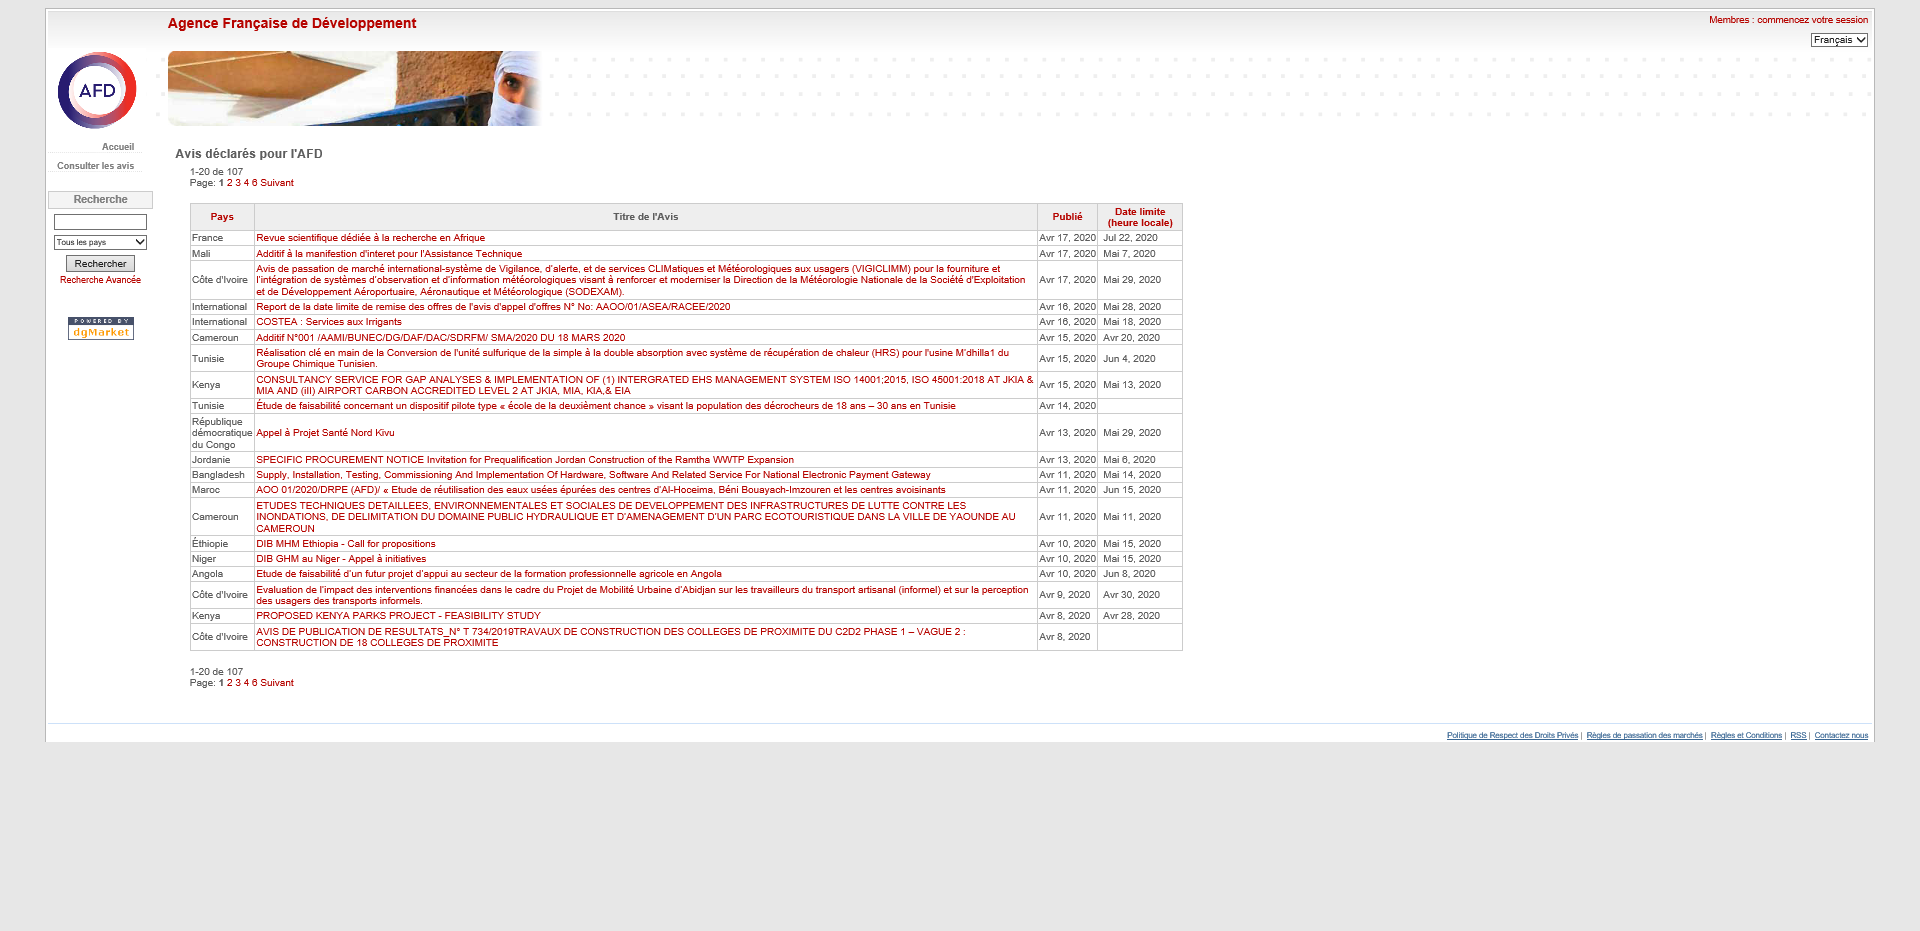 Agence Française de Développement
Membres : commencez votre session
Français
AFD
Accueil
Consulter les avis
Recherche
Tous les pays
Rechercher
Recherche Avancée
POWERED BY
dgMarket
Avis déclarés pour l'AFD
1-20 de 107
Page: 1 2 3 4 6 Suivant
Pays Titre de l'Avis Publié Date limite
(heure locale)
France Revue scientifique dédiée à la recherche en Afrique Avr 17, 2020 Jul 22, 2020
Mali Additif à la manifestion d'interet pour l'Assistance Technique Avr 17, 2020 Mai 7, 2020
Côte d'Ivoire Avis de passation de marché international-système de Vigilance, d'alerte, et de services CLIMatiques et Météorologiques aux usagers (VIGICLIMM) pour la fourniture et
l'intégration de systèmes d'observation et d'information météorologiques visant à renforcer et moderniser la Direction de la Météorologie Nationale de la Société d'Exploitation
et de Développement Aéroportuaire, Aéronautique et Météorologique (SODEXAM). Avr 17, 2020 Mai 29, 2020
International Report de la date limite de remise des offres de l'avis d'appel d'offres N° No: AAOO/01/ASEA/RACEE/2020 Avr 16, 2020 Mai 28, 2020
International COSTEA : Services aux Irrigants Avr 16, 2020 Mai 18, 2020
Cameroun Additif N°001 /AAMI/BUNEC/DG/DAF/DAC/SDRFM/ SMA/2020 DU 18 MARS 2020 Avr 15, 2020 Avr 20, 2020
Tunisie Réalisation clé en main de la Conversion de l'unité sulfurique de la simple à la double absorption avec système de récupération de chaleur (HRS) pour l'usine M'dhilla1 du
Groupe Chimique Tunisien. Avr 15, 2020 Jun 4, 2020
Kenya CONSULTANCY SERVICE FOR GAP ANALYSES & IMPLEMENTATION OF (1) INTERGRATED EHS MANAGEMENT SYSTEM ISO 14001;2015, ISO 45001:2018 AT JKIA &
MIA AND (iII) AIRPORT CARBON ACCREDITED LEVEL 2 AT JKIA, MIA, KIA,& EIA Avr 15, 2020 Mai 13, 2020
Tunisie Étude de faisabilité concernant un dispositif pilote type « école de la deuxièment chance » visant la population des décrocheurs de 18 ans – 30 ans en Tunisie Avr 14, 2020
République
démocratique
du Congo Appel à Projet Santé Nord Kivu Avr 13, 2020 Mai 29, 2020
Jordanie SPECIFIC PROCUREMENT NOTICE Invitation for Prequalification Jordan Construction of the Ramtha WWTP Expansion Avr 13, 2020 Mai 6, 2020
Bangladesh Supply, Installation, Testing, Commissioning And Implementation Of Hardware, Software And Related Service For National Electronic Payment Gateway Avr 11, 2020 Mai 14, 2020
Maroc AOO 01/2020/DRPE (AFD)/ « Etude de réutilisation des eaux usées épurées des centres d'Al-Hoceima, Béni Bouayach-Imzouren et les centres avoisinants Avr 11, 2020 Jun 15, 2020
Cameroun ETUDES TECHNIQUES DETAILLEES, ENVIRONNEMENTALES ET SOCIALES DE DEVELOPPEMENT DES INFRASTRUCTURES DE LUTTE CONTRE LES
INONDATIONS, DE DELIMITATION DU DOMAINE PUBLIC HYDRAULIQUE ET D'AMENAGEMENT D'UN PARC ECOTOURISTIQUE DANS LA VILLE DE YAOUNDE AU
CAMEROUN Avr 11, 2020 Mai 11, 2020
Éthiopie DIB MHM Ethiopia - Call for propositions Avr 10, 2020 Mai 15, 2020
Niger DIB GHM au Niger - Appel à initiatives Avr 10, 2020 Mai 15, 2020
Angola Etude de faisabilité d'un futur projet d'appui au secteur de la formation professionnelle agricole en Angola Avr 10, 2020 Jun 8, 2020
Côte d'Ivoire Evaluation de l'impact des interventions financées dans le cadre du Projet de Mobilité Urbaine d'Abidjan sur les travailleurs du transport artisanal (informel) et sur la perception
des usagers des transports informels. Avr 9, 2020 Avr 30, 2020
Kenya PROPOSED KENYA PARKS PROJECT - FEASIBILITY STUDY Avr 8, 2020 Avr 28, 2020
Côte d'Ivoire AVIS DE PUBLICATION DE RESULTATS_N° T 734/2019TRAVAUX DE CONSTRUCTION DES COLLEGES DE PROXIMITE DU C2D2 PHASE 1 – VAGUE 2 :
CONSTRUCTION DE 18 COLLEGES DE PROXIMITE Avr 8, 2020
1-20 de 107
Page: 1 2 3 4 6 Suivant
Politique de Respect des Droits Privés | Règles de passation des marchés | Règles et Conditions | RSS | Contactez nous